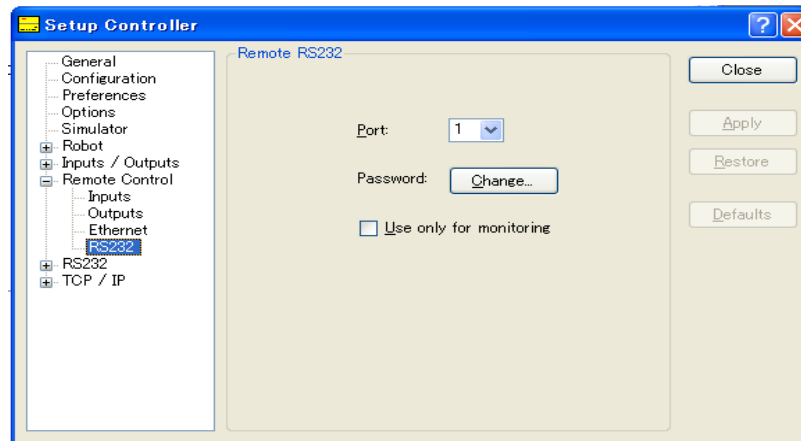 Setup Controller
General
Configuration
Preferences
Options
Simulator
Robot
Inputs / Outputs
Remote Control
Inputs
Outputs
Ethernet
RS232
RS232
TCP / IP
Remote RS232
Port: 1
Password: Change...
Use only for monitoring
Close
Apply
Restore
Defaults